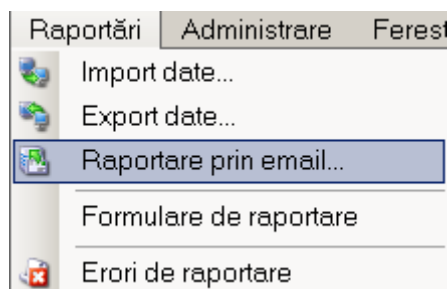 Raportări Administrare Ferest
Import date...
Export date...
Raportare prin email...
Formulare de raportare
Erori de raportare